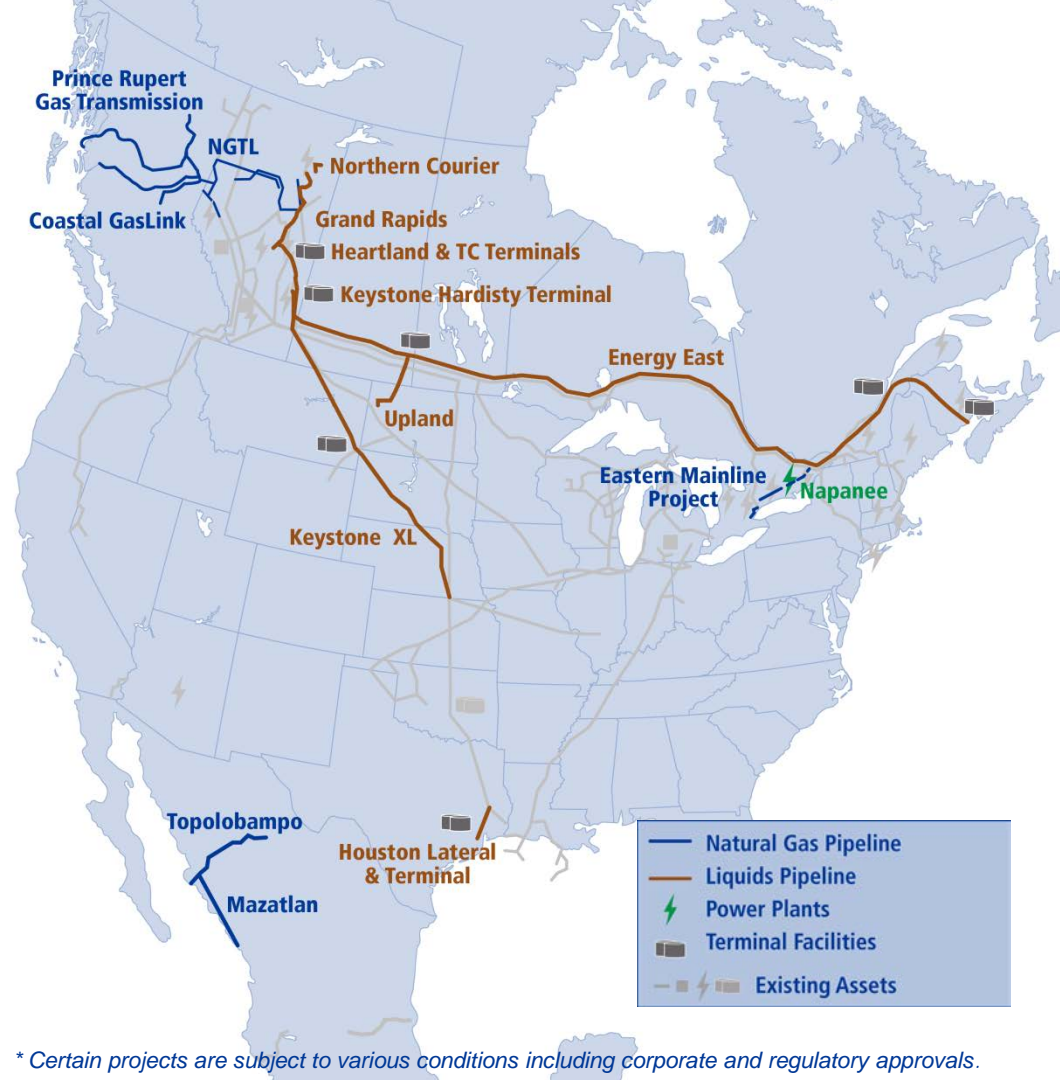 Prince Rupert
Gas Transmission
NGTL
Northern Courier
Coastal GasLink
Grand Rapids
Heartland & TC Terminals
Keystone Hardisty Terminal
Energy East
Upland
Eastern Mainline
Project
Napanee
Keystone XL
Topolobampo
Houston Lateral
& Terminal
Mazatlan
Natural Gas Pipeline
Liquids Pipeline
Power Plants
Terminal Facilities
Existing Assets
* Certain projects are subject to various conditions including corporate and regulatory approvals.